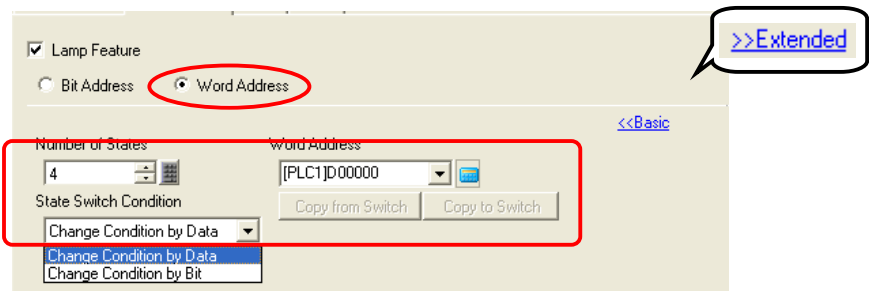 >>Extended
Lamp Feature
Bit Address Word Address
<<Basic
Number of States Word Address
4 [PLC1]D00000
State Switch Condition Copy from Switch Copy to Switch
Change Condition by Data
Change Condition by Data
Change Condition by Bit